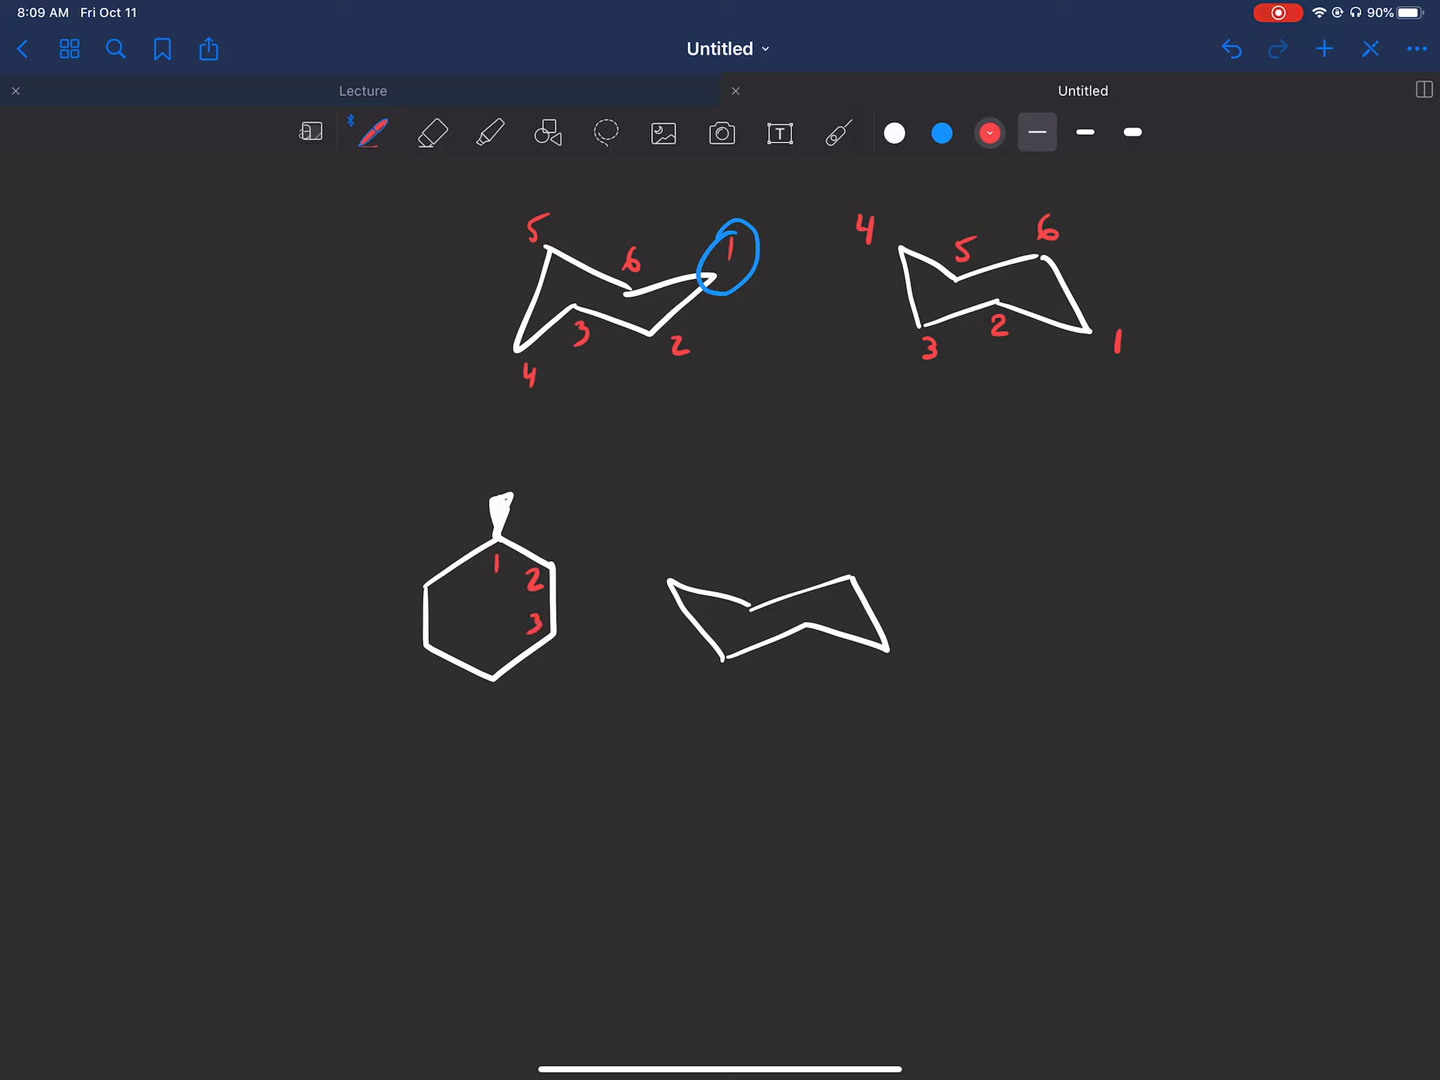 8:09 AM Fri Oct 11 90%
Untitled
Lecture Untitled
T
5 6 1 4 5 6
3 2 3 2 1
4
1
2
3